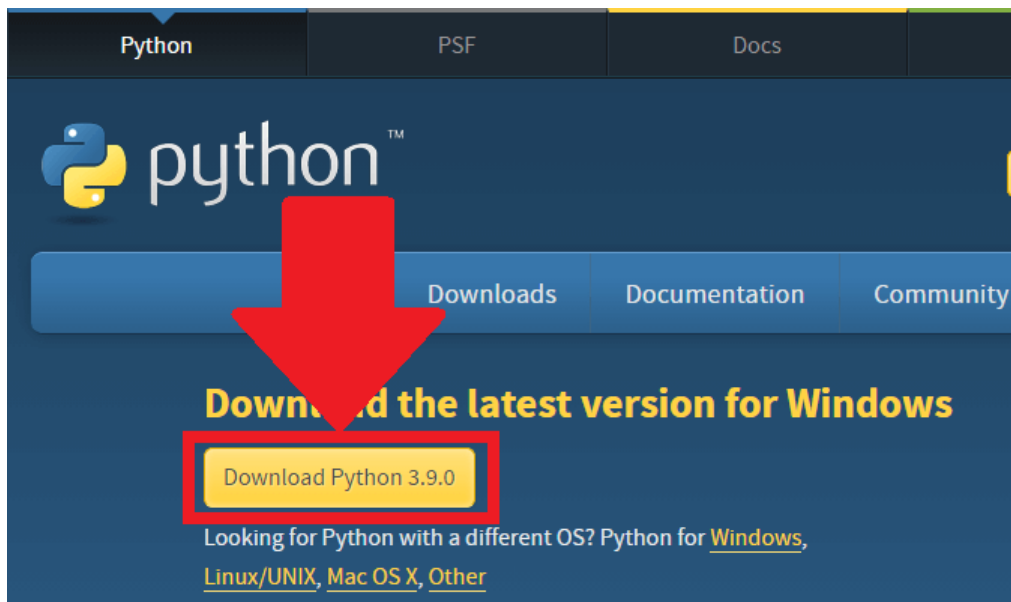 Python PSF Docs
python™
Downloads Documentation Community
Download the latest version for Windows
Download Python 3.9.0
Looking for Python with a different OS? Python for Windows,
Linux/UNIX, Mac OS X, Other